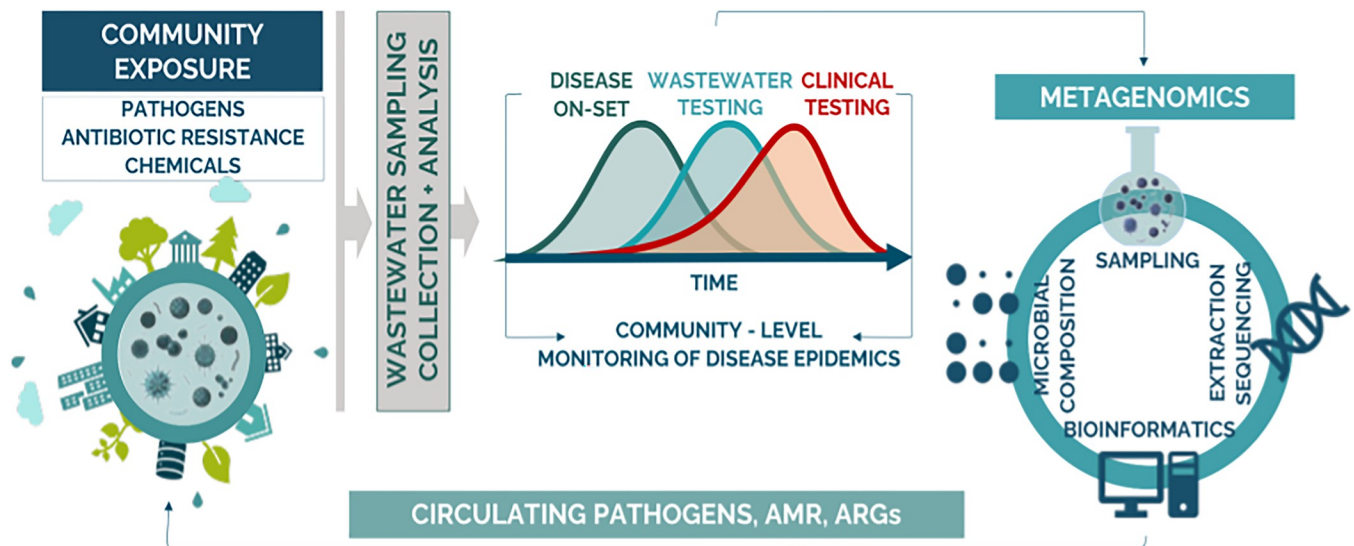 COMMUNITY
EXPOSURE
PATHOGENS
ANTIBIOTIC RESISTANCE
CHEMICALS
WASTEWATER SAMPLING
COLLECTION + ANALYSIS
DISEASE
ON-SET
WASTEWATER
TESTING
CLINICAL
TESTING
TIME
COMMUNITY - LEVEL
MONITORING OF DISEASE EPIDEMICS
METAGENOMICS
SAMPLING
EXTRACTION
SEQUENCING
BIOINFORMATICS
MICROBIAL
COMPOSITION
CIRCULATING PATHOGENS, AMR, ARGs